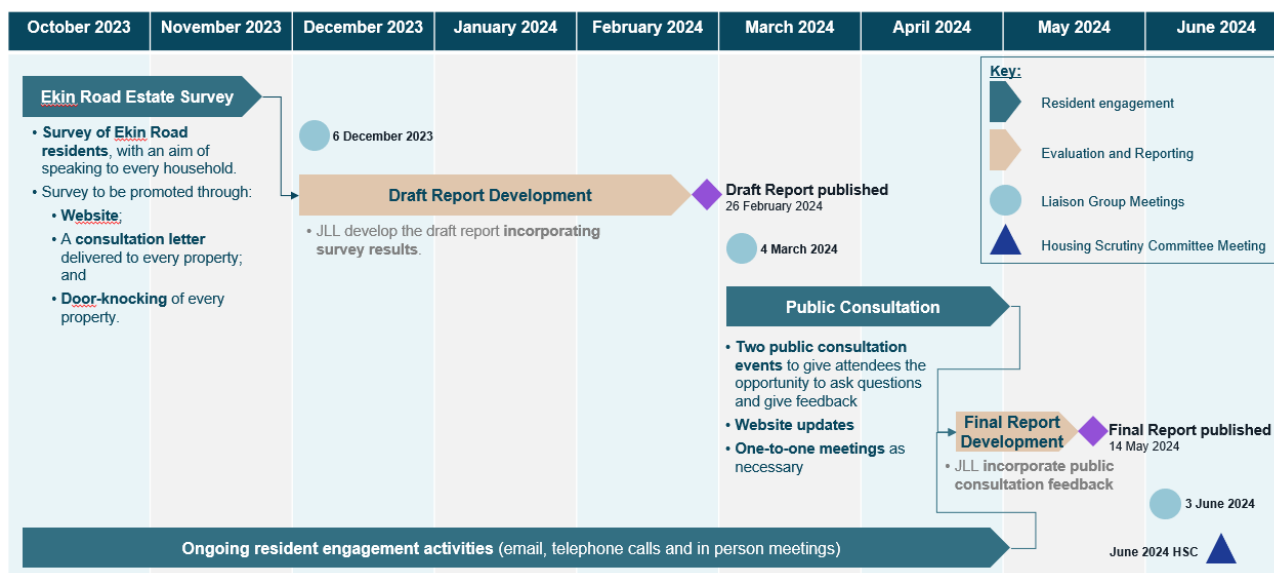 October 2023
November 2023
December 2023
January 2024
February 2024
March 2024
April 2024
May 2024
June 2024
Ekin Road Estate Survey
• Survey of Ekin Road
residents, with an aim of
speaking to every household.
• Survey to be promoted through:
• Website;
• A consultation letter
delivered to every property;
and
• Door-knocking of every
property.
6 December 2023
Draft Report Development
• JLL develop the draft report incorporating
survey results.
Draft Report published
26 February 2024
4 March 2024
Public Consultation
• Two public consultation
events to give attendees the
opportunity to ask questions
and give feedback
• Website updates
• One-to-one meetings as
necessary
Key:
Resident engagement
Evaluation and Reporting
Liaison Group Meetings
Housing Scrutiny Committee Meeting
Final Report
Development
• JLL incorporate public
consultation feedback
Final Report published
14 May 2024
3 June 2024
June 2024 HSC
Ongoing resident engagement activities (email, telephone calls and in person meetings)